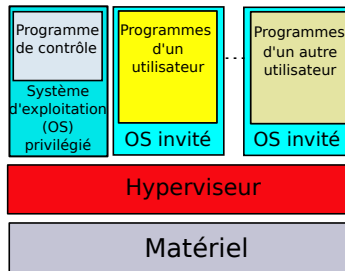 Programme
de contrôle
Système
d'exploitation
(OS)
privilégié
Programmes
d'un
utilisateur
OS invité
Programmes
d'un autre
utilisateur
OS invité
Hyperviseur
Matériel